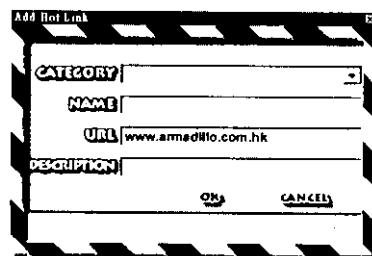 Add Hot Link
CATEGORY
NAME
URL www.armadillo.com.hk
DESCRIPTION
OK CANCEL